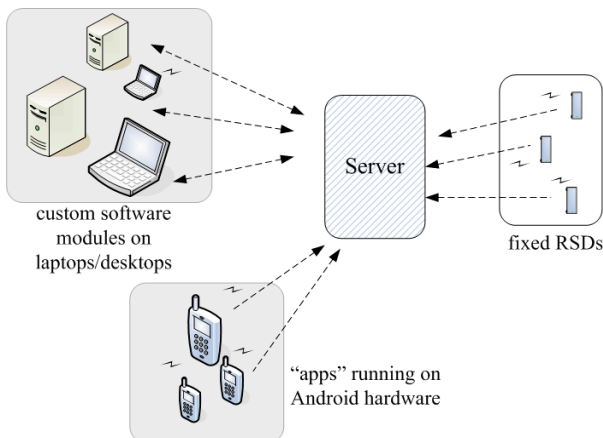 Server
custom software
modules on
laptops/desktops
fixed RSDs
“apps” running on
Android hardware